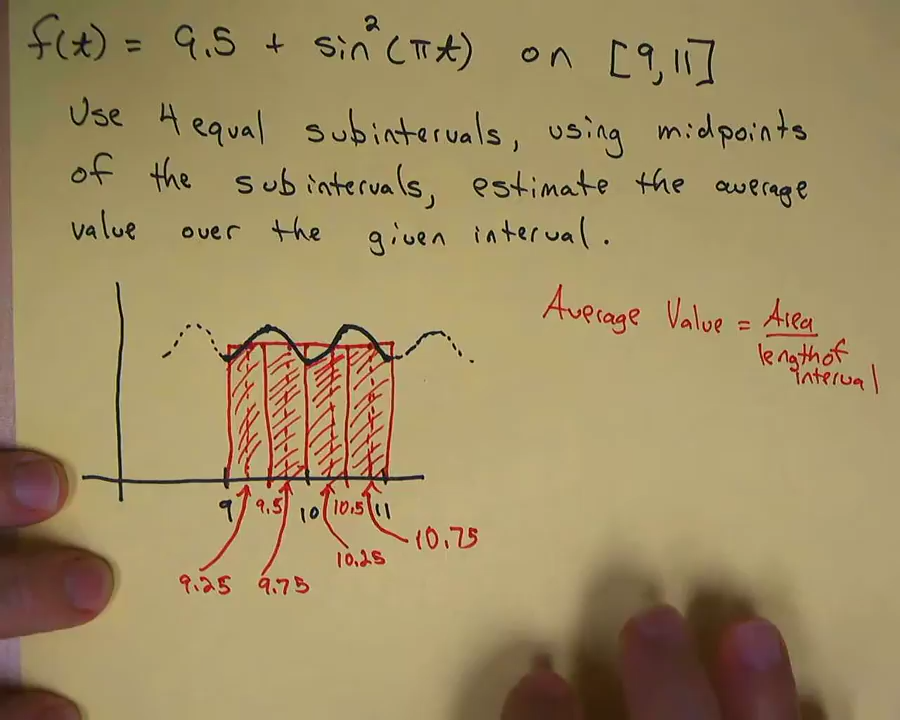 f(t) = 9.5 + sin²(πt) on [9,11]
Use 4 equal subintervals, using midpoints
of the subintervals, estimate the average
value over the given interval.
Average Value = Area
length of
interval
9 9.5 10 10.5 11
9.25 9.75 10.25 10.75